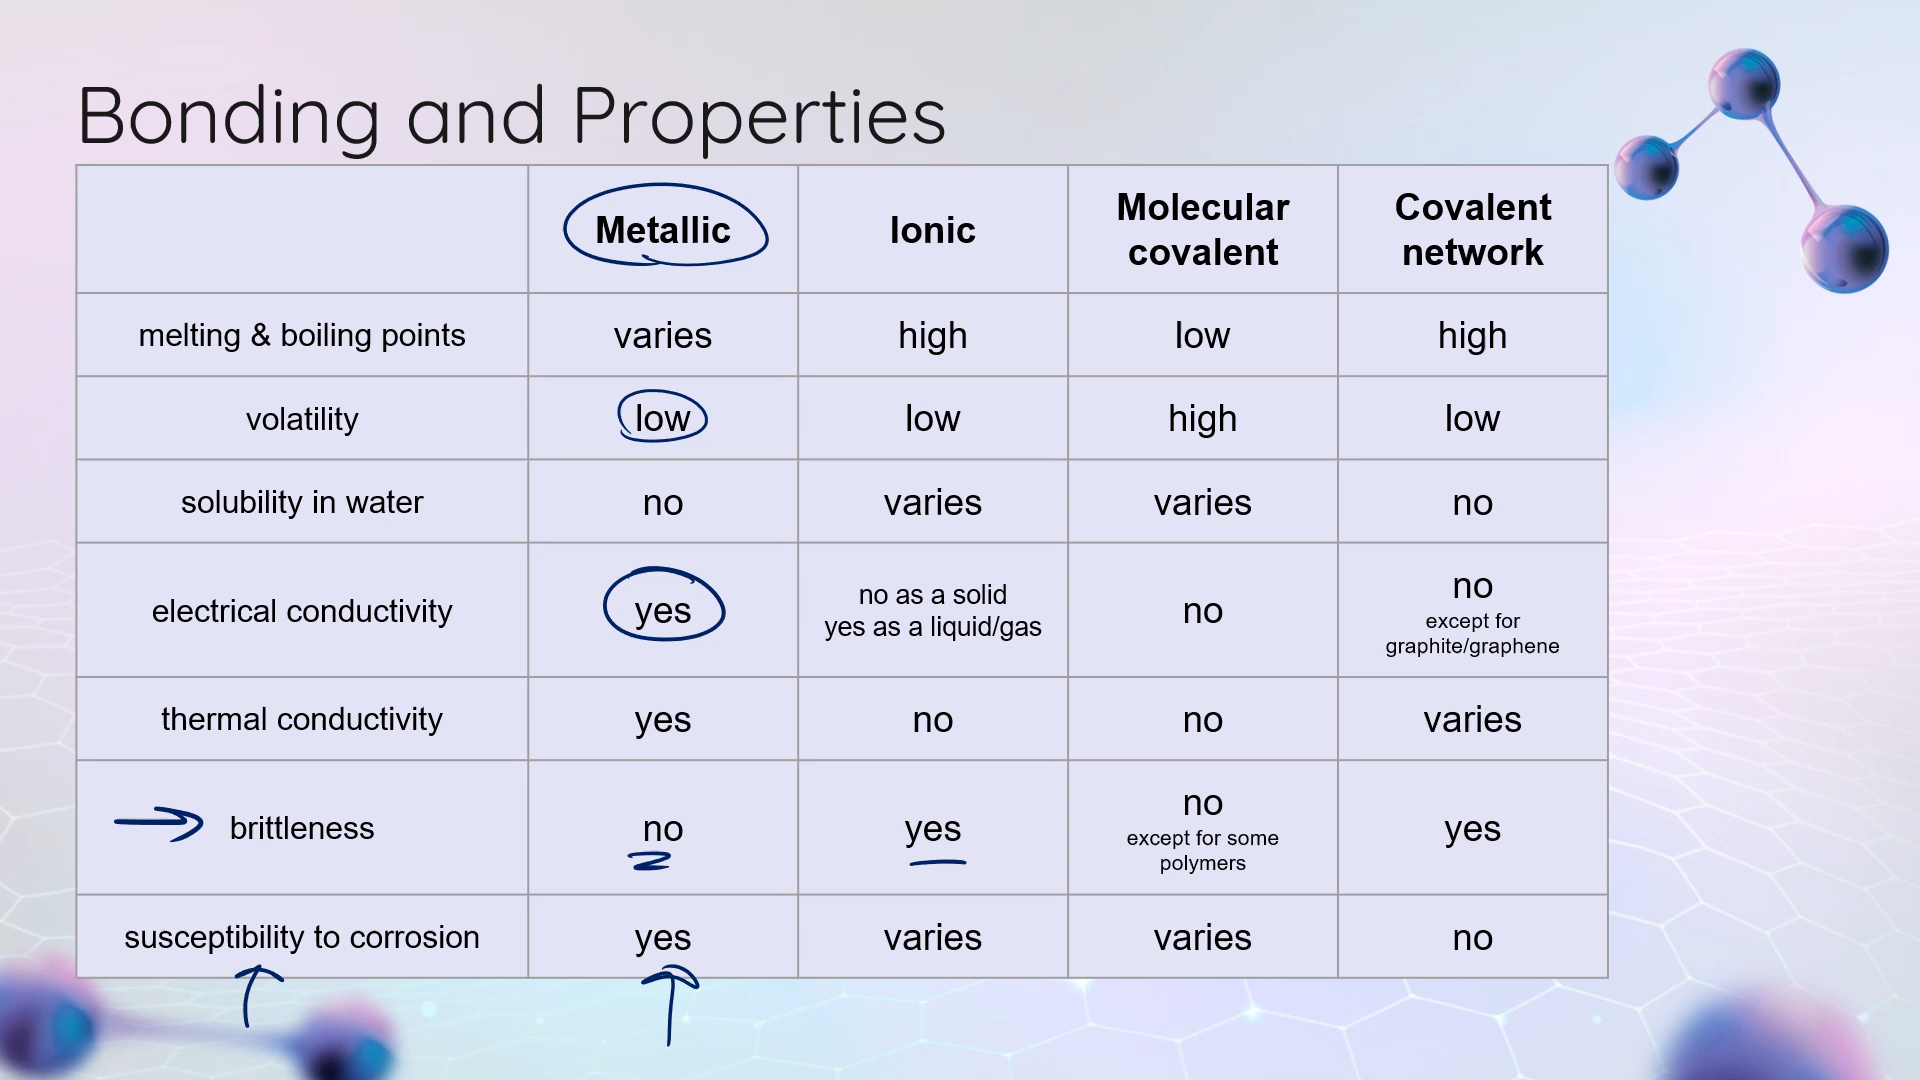 Bonding and Properties
Metallic
Ionic
Molecular
covalent
Covalent
network
melting & boiling points
varies
high
low
high
volatility
low
low
high
low
solubility in water
no
varies
varies
no
electrical conductivity
yes
no as a solid
yes as a liquid/gas
no
no
except for
graphite/graphene
thermal conductivity
yes
no
no
varies
brittleness
no
yes
no
except for some
polymers
yes
susceptibility to corrosion
yes
varies
varies
no